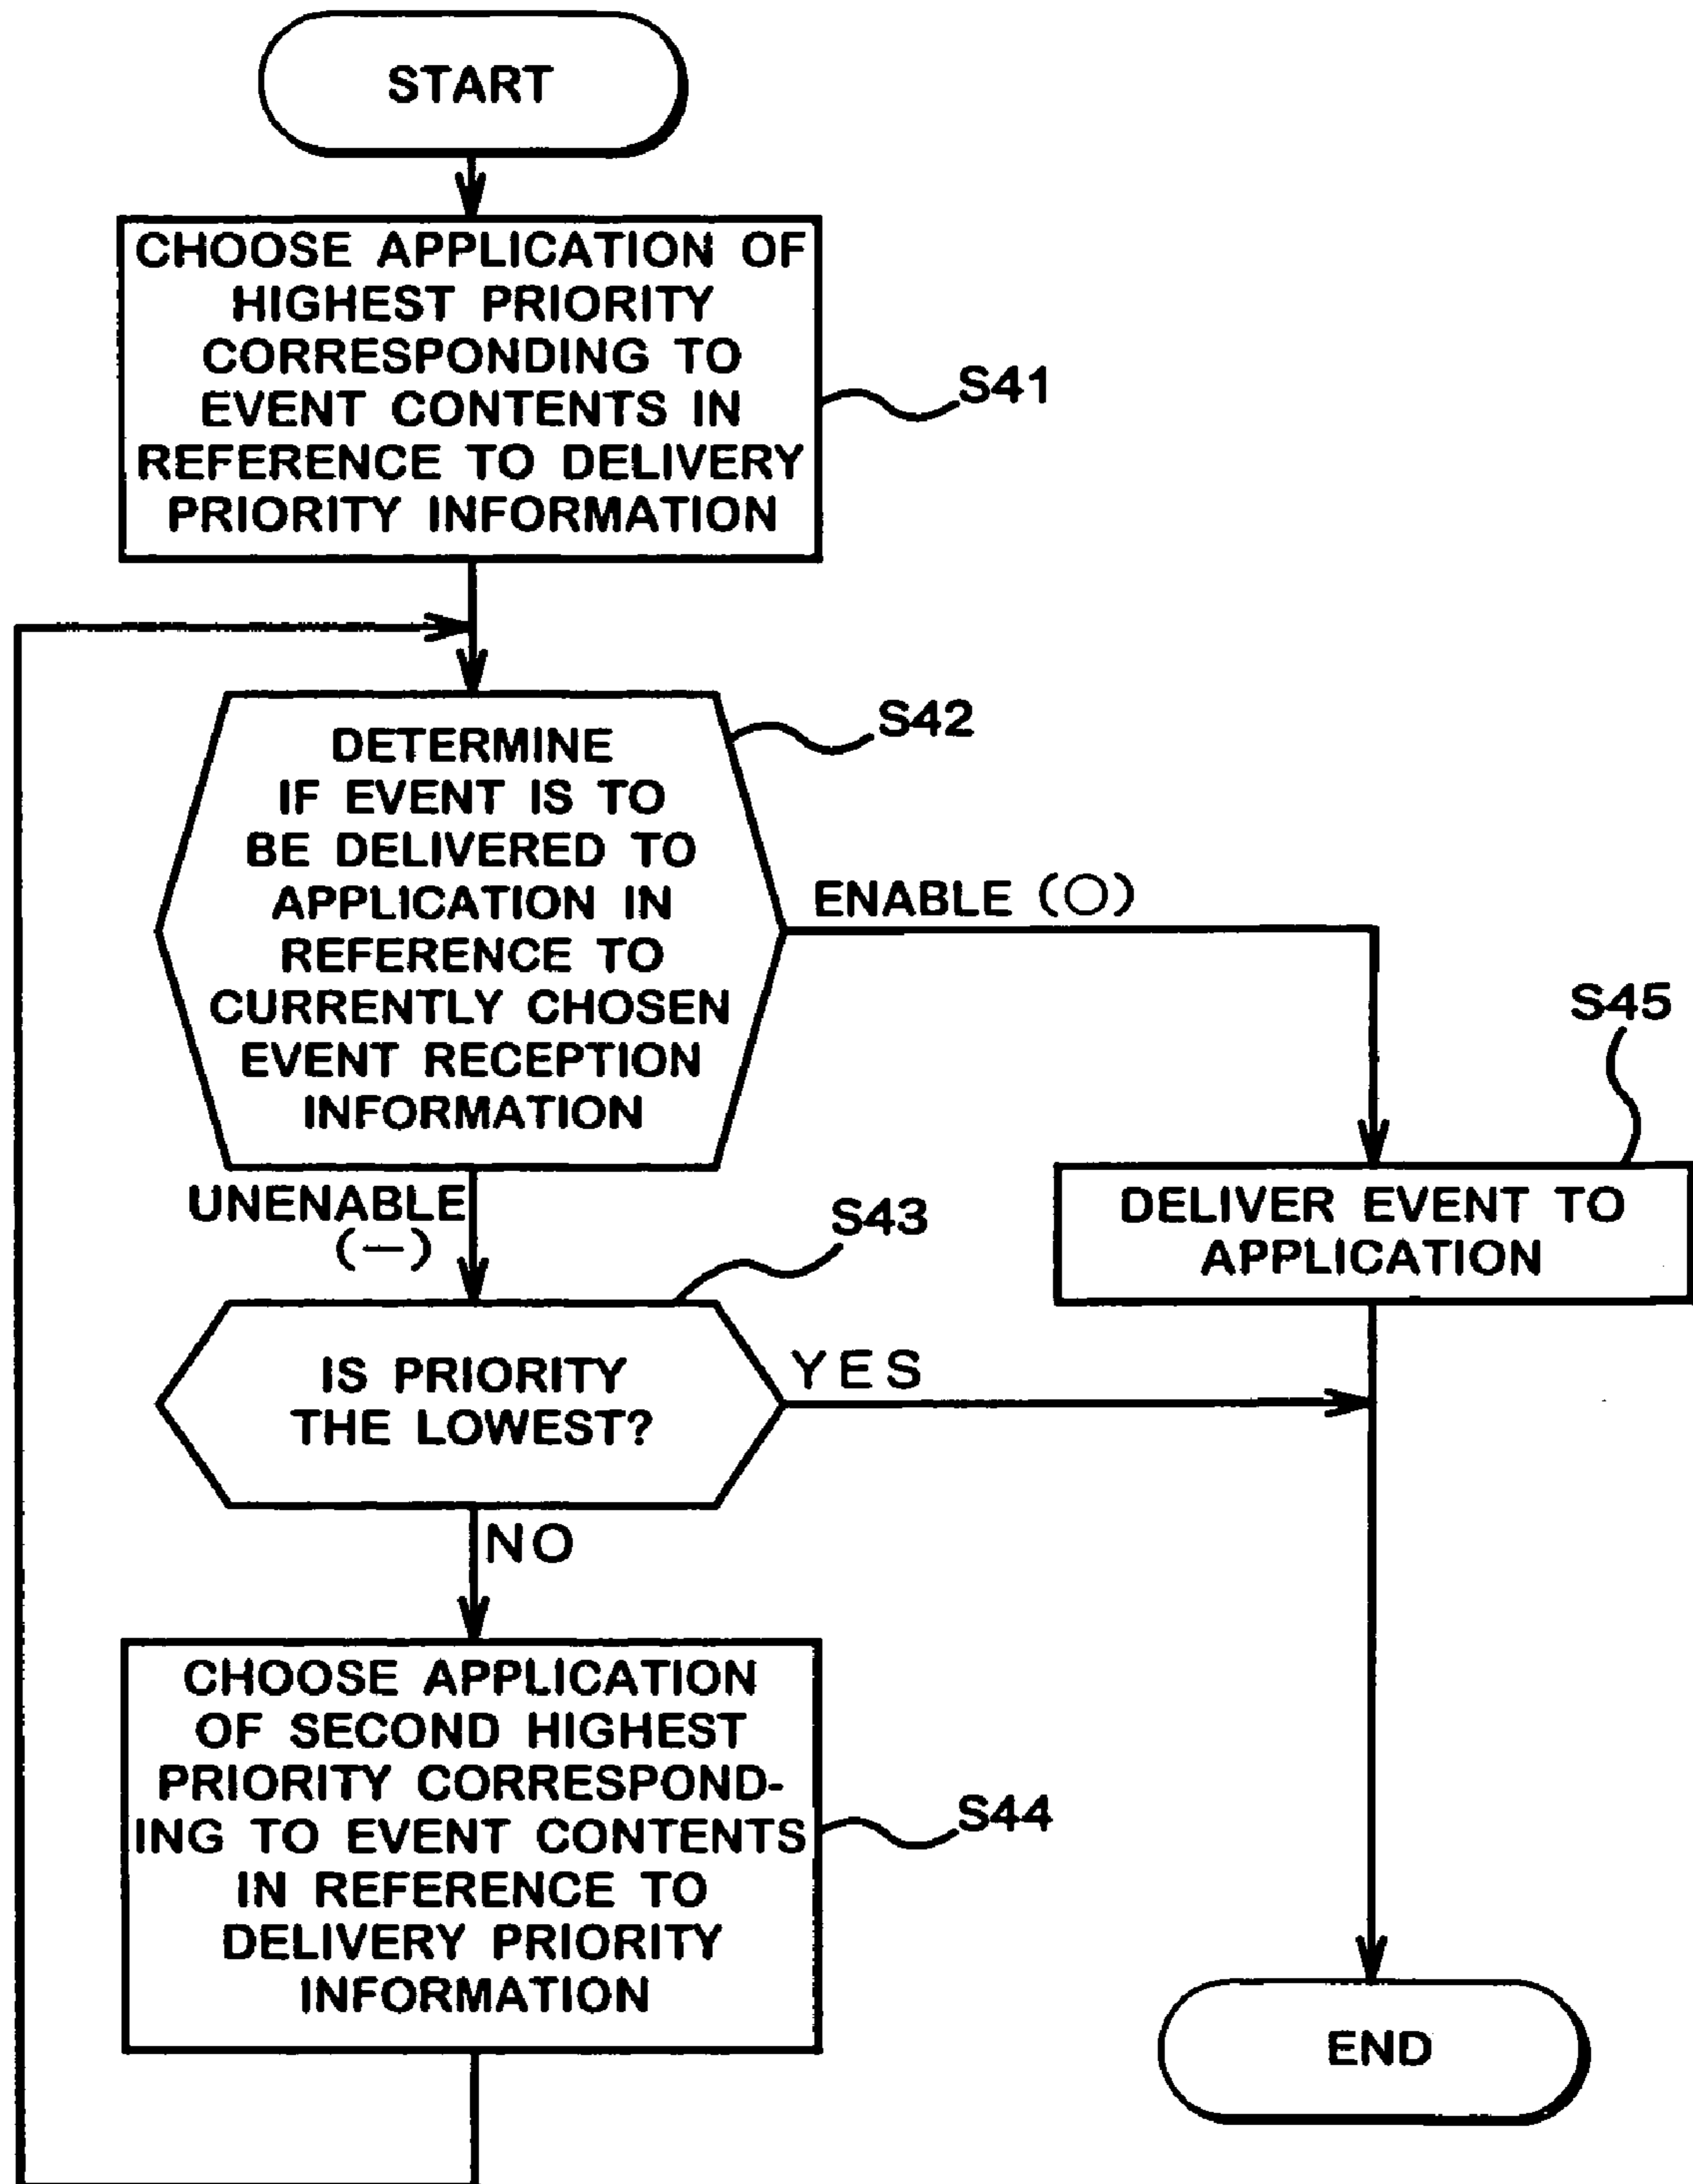 START
CHOOSE APPLICATION OF
HIGHEST PRIORITY
CORRESPONDING TO
EVENT CONTENTS IN
REFERENCE TO DELIVERY
PRIORITY INFORMATION
S41
DETERMINE
IF EVENT IS TO
BE DELIVERED TO
APPLICATION IN
REFERENCE TO
CURRENTLY CHOSEN
EVENT RECEPTION
INFORMATION
S42
ENABLE (○)
UNENABLE
(—)
S45
DELIVER EVENT TO
APPLICATION
S43
IS PRIORITY
THE LOWEST?
YES
NO
CHOOSE APPLICATION
OF SECOND HIGHEST
PRIORITY CORRESPOND-
ING TO EVENT CONTENTS
IN REFERENCE TO
DELIVERY PRIORITY
INFORMATION
S44
END